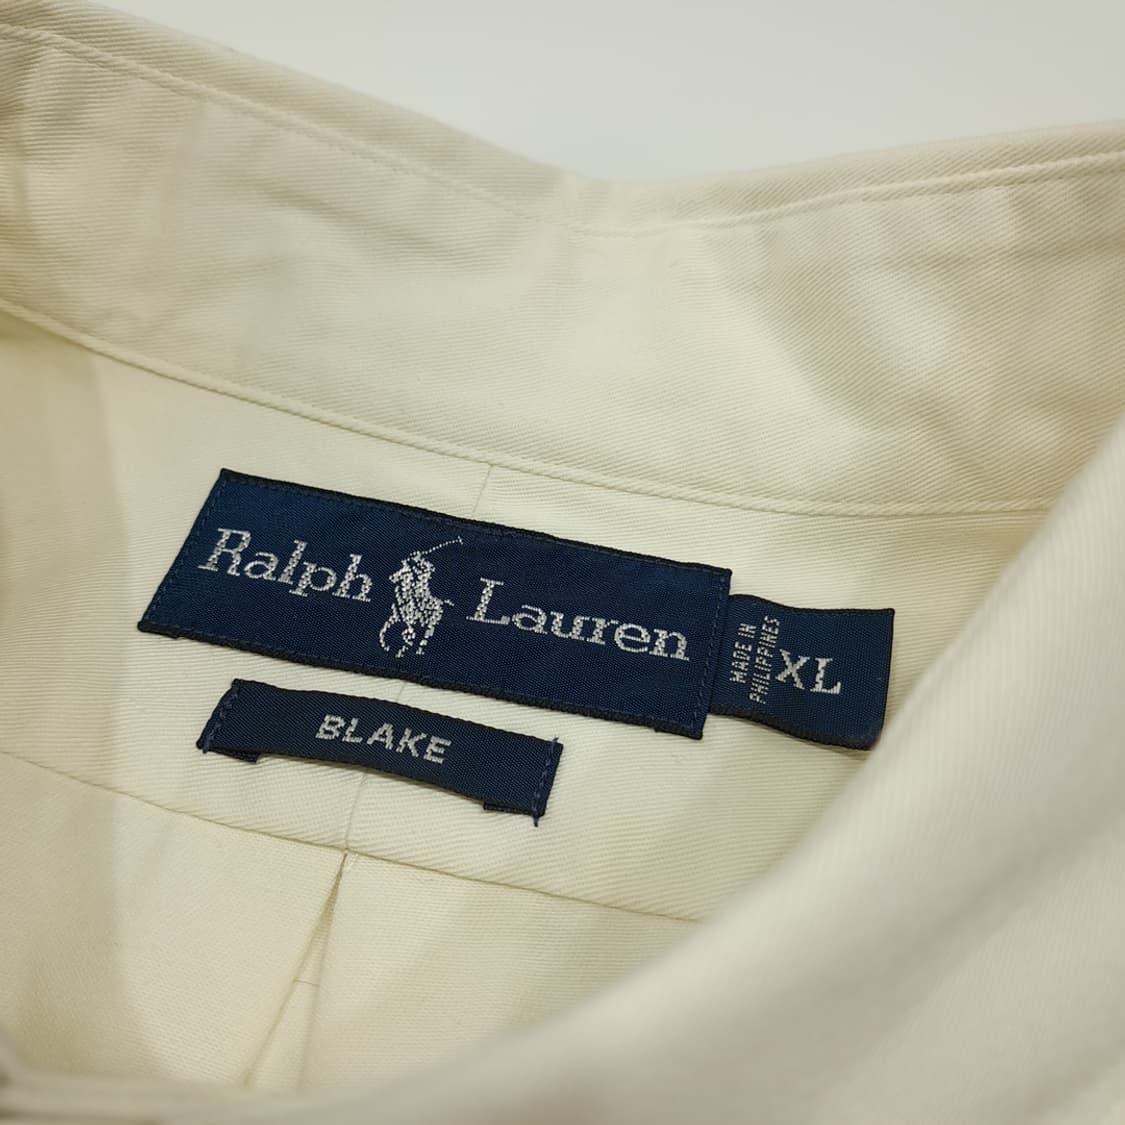 Ralph Lauren
MADE IN
PHILIPPINES
XL
BLAKE